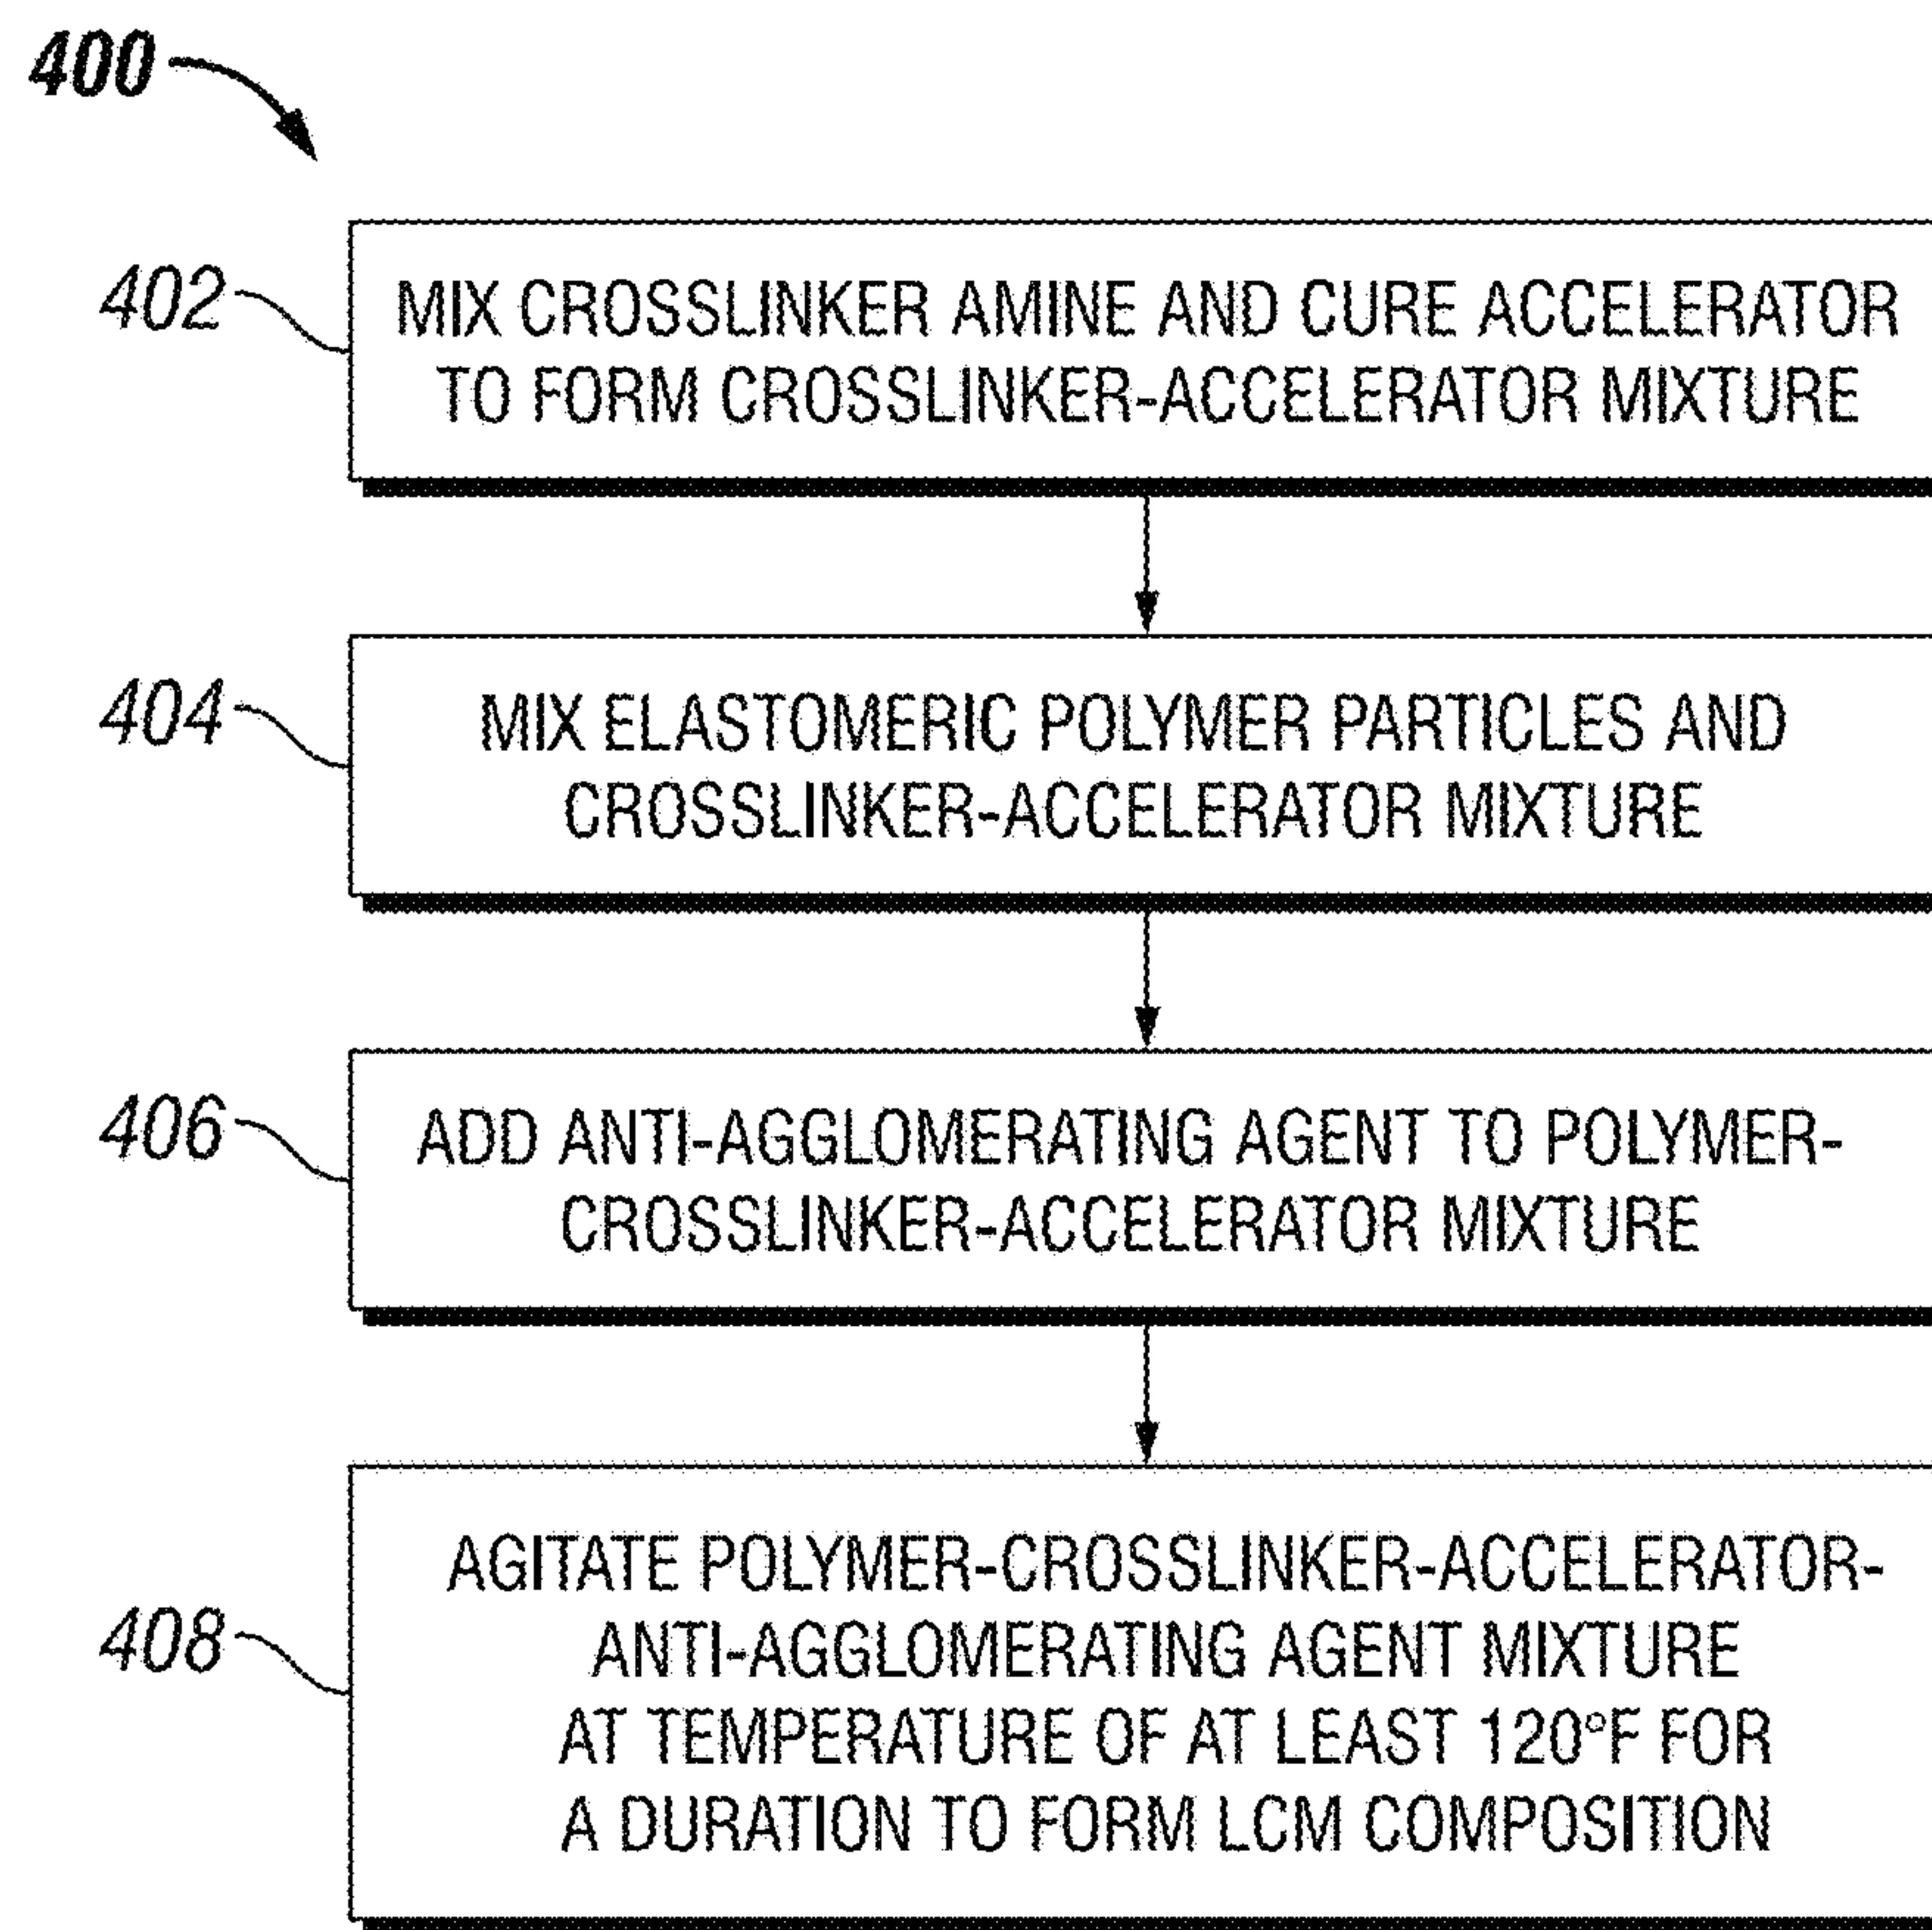 400
402
MIX CROSSLINKER AMINE AND CURE ACCELERATOR
TO FORM CROSSLINKER-ACCELERATOR MIXTURE
404
MIX ELASTOMERIC POLYMER PARTICLES AND
CROSSLINKER-ACCELERATOR MIXTURE
406
ADD ANTI-AGGLOMERATING AGENT TO POLYMER-
CROSSLINKER-ACCELERATOR MIXTURE
408
AGITATE POLYMER-CROSSLINKER-ACCELERATOR-
ANTI-AGGLOMERATING AGENT MIXTURE
AT TEMPERATURE OF AT LEAST 120°F FOR
A DURATION TO FORM LCM COMPOSITION